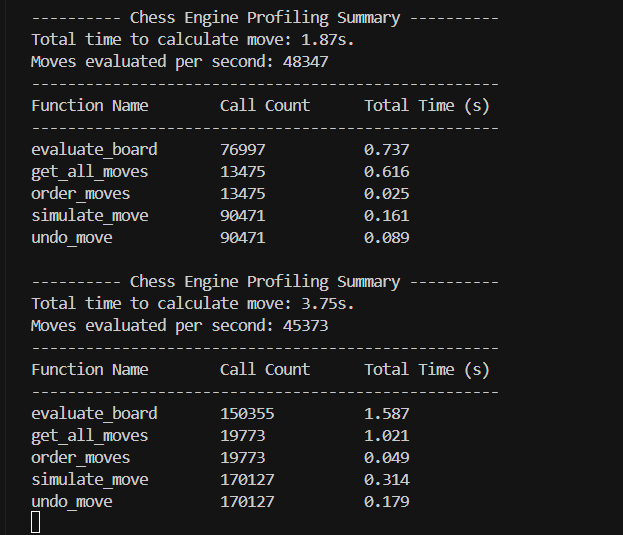 ---------- Chess Engine Profiling Summary ----------
Total time to calculate move: 1.87s.
Moves evaluated per second: 48347
----------------------------------------------------
Function Name        Call Count      Total Time (s)
----------------------------------------------------
evaluate_board       76997           0.737
get_all_moves        13475           0.616
order_moves          13475           0.025
simulate_move        90471           0.161
undo_move            90471           0.089

---------- Chess Engine Profiling Summary ----------
Total time to calculate move: 3.75s.
Moves evaluated per second: 45373
----------------------------------------------------
Function Name        Call Count      Total Time (s)
----------------------------------------------------
evaluate_board       150355          1.587
get_all_moves        19773           1.021
order_moves          19773           0.049
simulate_move        170127          0.314
undo_move            170127          0.179